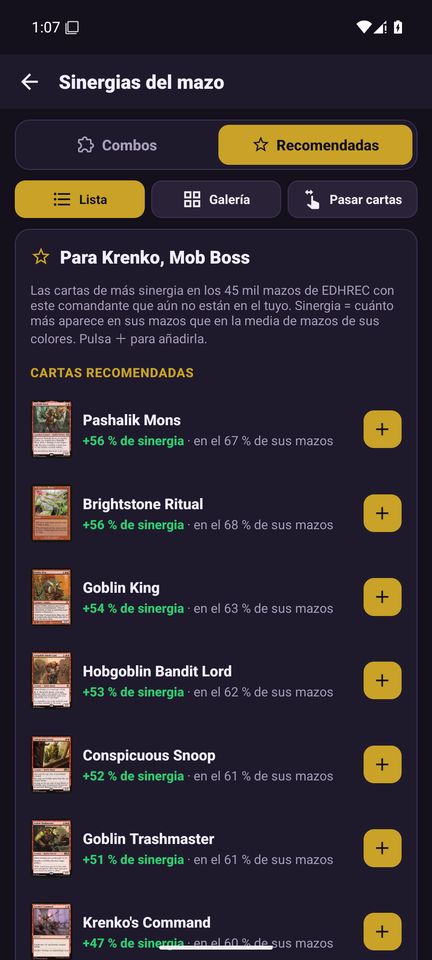 1:07
Sinergias del mazo
Combos
Recomendadas
Lista
Galería
Pasar cartas
Para Krenko, Mob Boss
Las cartas de más sinergia en los 45 mil mazos de EDHREC con
este comandante que aún no están en el tuyo. Sinergia = cuánto
más aparece en sus mazos que en la media de mazos de sus
colores. Pulsa + para añadirla.
CARTAS RECOMENDADAS
Pashalik Mons
+56 % de sinergia · en el 67 % de sus mazos
Brightstone Ritual
+56 % de sinergia · en el 68 % de sus mazos
Goblin King
+54 % de sinergia · en el 63 % de sus mazos
Hobgoblin Bandit Lord
+53 % de sinergia · en el 62 % de sus mazos
Conspicuous Snoop
+52 % de sinergia · en el 61 % de sus mazos
Goblin Trashmaster
+51 % de sinergia · en el 61 % de sus mazos
Krenko's Command
+47 % de sinergia · en el 60 % de sus mazos